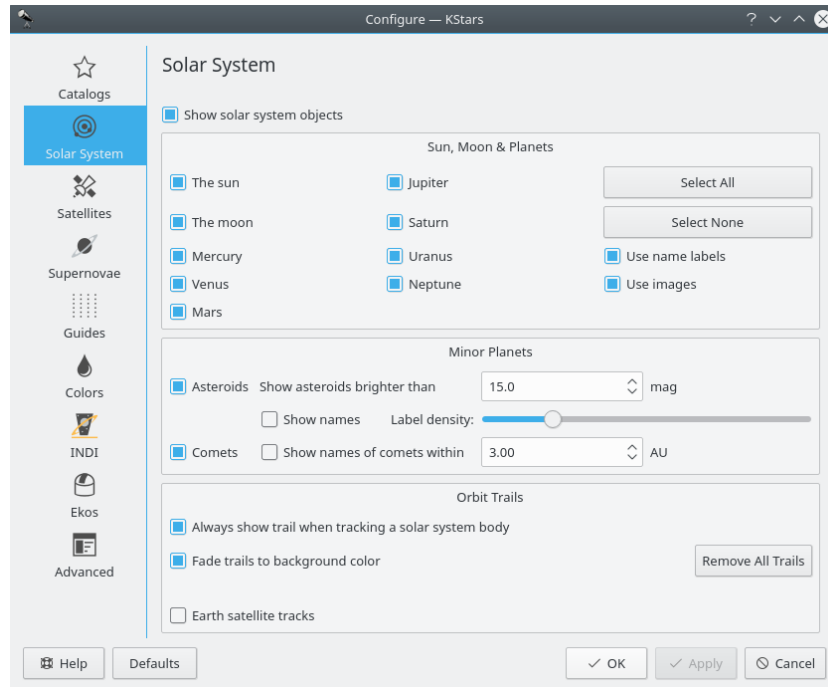 Configure — KStars
?
Catalogs
Solar System
Satellites
Supernovae
Guides
Colors
INDI
Ekos
Advanced
Solar System
Show solar system objects
Sun, Moon & Planets
The sun Jupiter Select All
The moon Saturn Select None
Mercury Uranus Use name labels
Venus Neptune Use images
Mars
Minor Planets
Asteroids Show asteroids brighter than 15.0 mag
Show names Label density:
Comets Show names of comets within 3.00 AU
Orbit Trails
Always show trail when tracking a solar system body
Fade trails to background color Remove All Trails
Earth satellite tracks
Help Defaults OK Apply Cancel